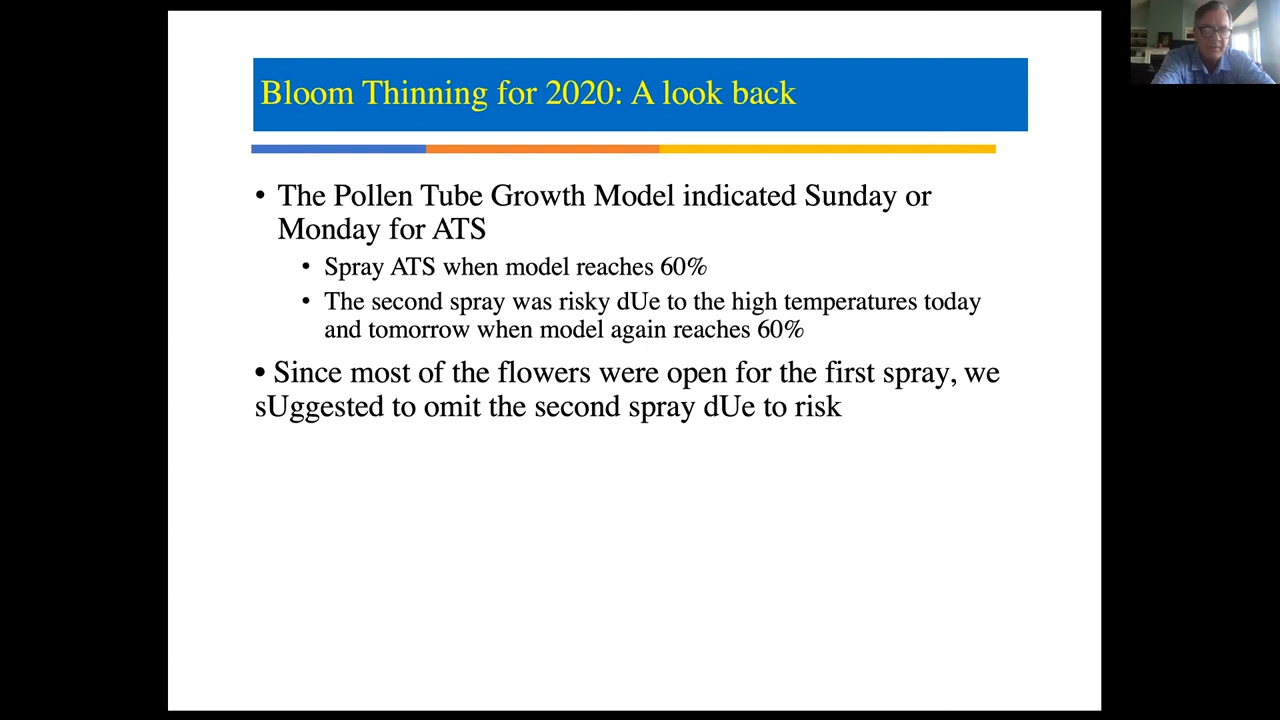 Bloom Thinning for 2020: A look back
• The Pollen Tube Growth Model indicated Sunday or
Monday for ATS
• Spray ATS when model reaches 60%
• The second spray was risky dUe to the high temperatures today
and tomorrow when model again reaches 60%
• Since most of the flowers were open for the first spray, we
sUggested to omit the second spray dUe to risk